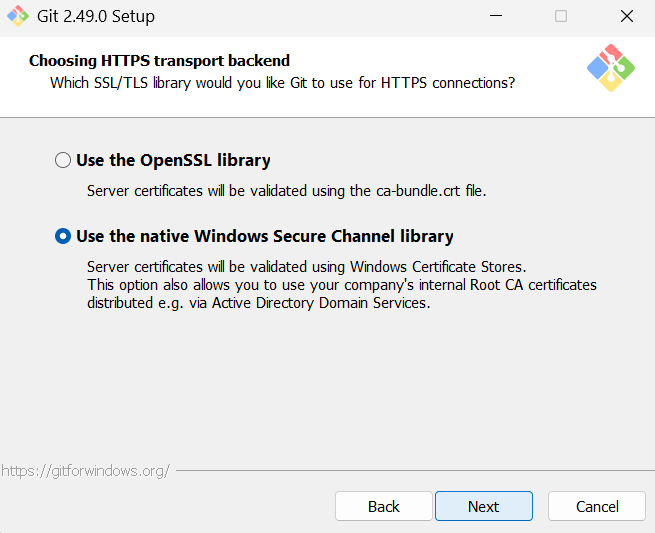 Git 2.49.0 Setup
Choosing HTTPS transport backend
Which SSL/TLS library would you like Git to use for HTTPS connections?
Use the OpenSSL library
Server certificates will be validated using the ca-bundle.crt file.
Use the native Windows Secure Channel library
Server certificates will be validated using Windows Certificate Stores.
This option also allows you to use your company's internal Root CA certificates
distributed e.g. via Active Directory Domain Services.
https://gitforwindows.org/
Back Next Cancel